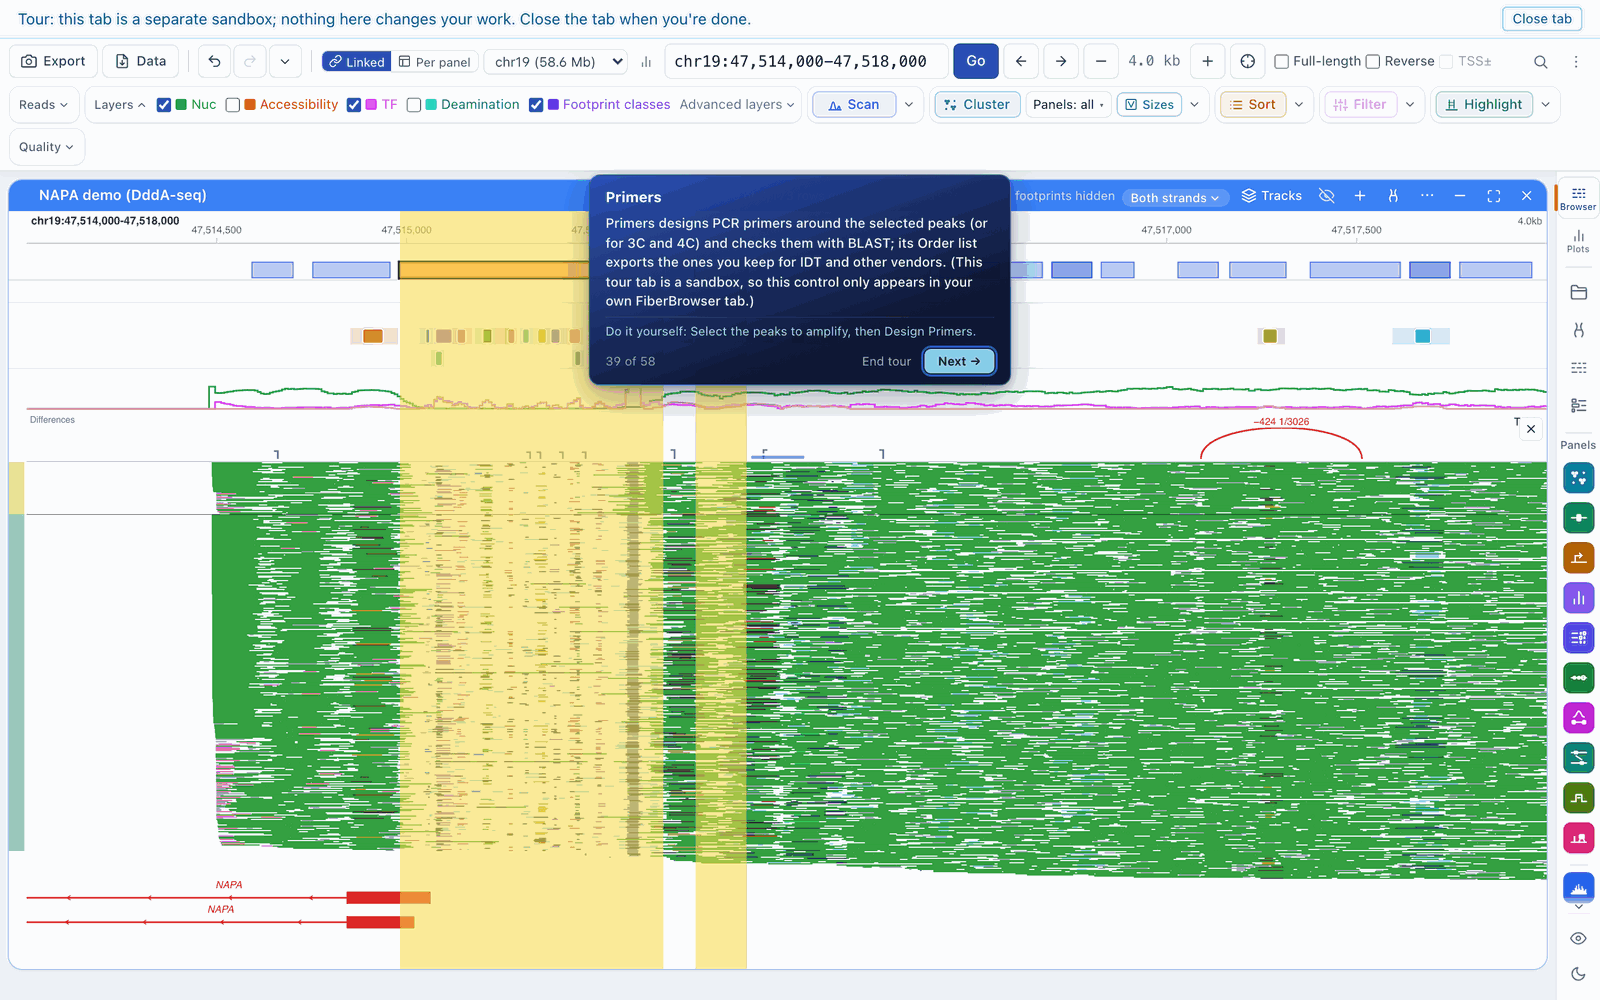 Tour: this tab is a separate sandbox; nothing here changes your work. Close the tab when you're done.
Close tab
Export
Data
Linked
Per panel
chr19 (58.6 Mb)
chr19:47,514,000–47,518,000
Go
4.0 kb
Full-length
Reverse
TSS±
Reads
Layers
Nuc
Accessibility
TF
Deamination
Footprint classes
Advanced layers
Scan
Cluster
Panels: all
Sizes
Sort
Filter
Highlight
Quality
NAPA demo (DddA-seq)
footprints hidden
Both strands
Tracks
Browser
Plots
Panels
chr19:47,514,000-47,518,000
4.0kb
47,514,500
47,515,000
47,517,000
47,517,500
Primers
Primers designs PCR primers around the selected peaks (or
for 3C and 4C) and checks them with BLAST; its Order list
exports the ones you keep for IDT and other vendors. (This
tour tab is a sandbox, so this control only appears in your
own FiberBrowser tab.)
Do it yourself: Select the peaks to amplify, then Design Primers.
39 of 58
End tour
Next →
Differences
~424 1/3026
NAPA
NAPA